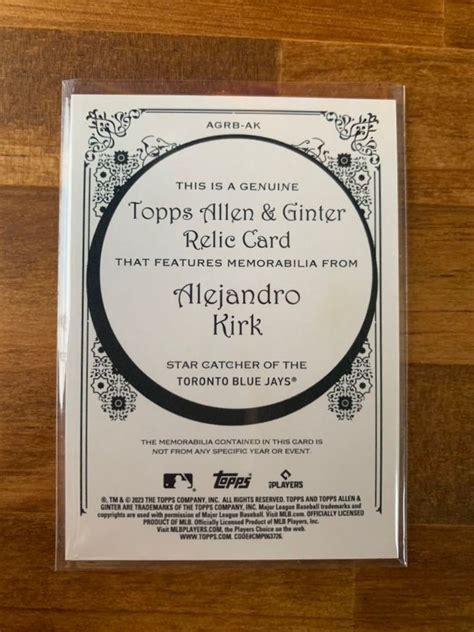 AGRB-AK
THIS IS A GENUINE
Topps Allen & Ginter
Relic Card
THAT FEATURES MEMORABILIA FROM
Alejandro
Kirk
STAR CATCHER OF THE
TORONTO BLUE JAYS®
THE MEMORABILIA CONTAINED IN THIS CARD IS
NOT FROM ANY SPECIFIC YEAR OR EVENT.
Topps PLAYERS
®, TM & © 2023 THE TOPPS COMPANY, INC. ALL RIGHTS RESERVED. TOPPS AND TOPPS ALLEN &
GINTER ARE TRADEMARKS OF THE TOPPS COMPANY, INC. Major League Baseball trademarks and
copyrights are used with permission of Major League Baseball. Visit MLB.com. OFFICIALLY LICENSED
PRODUCT OF MLB. Officially Licensed Product of MLB Players, Inc.
Visit MLBPLAYERS.com, the Players Choice on the web.
WWW.TOPPS.COM. CODE#CMP063726.